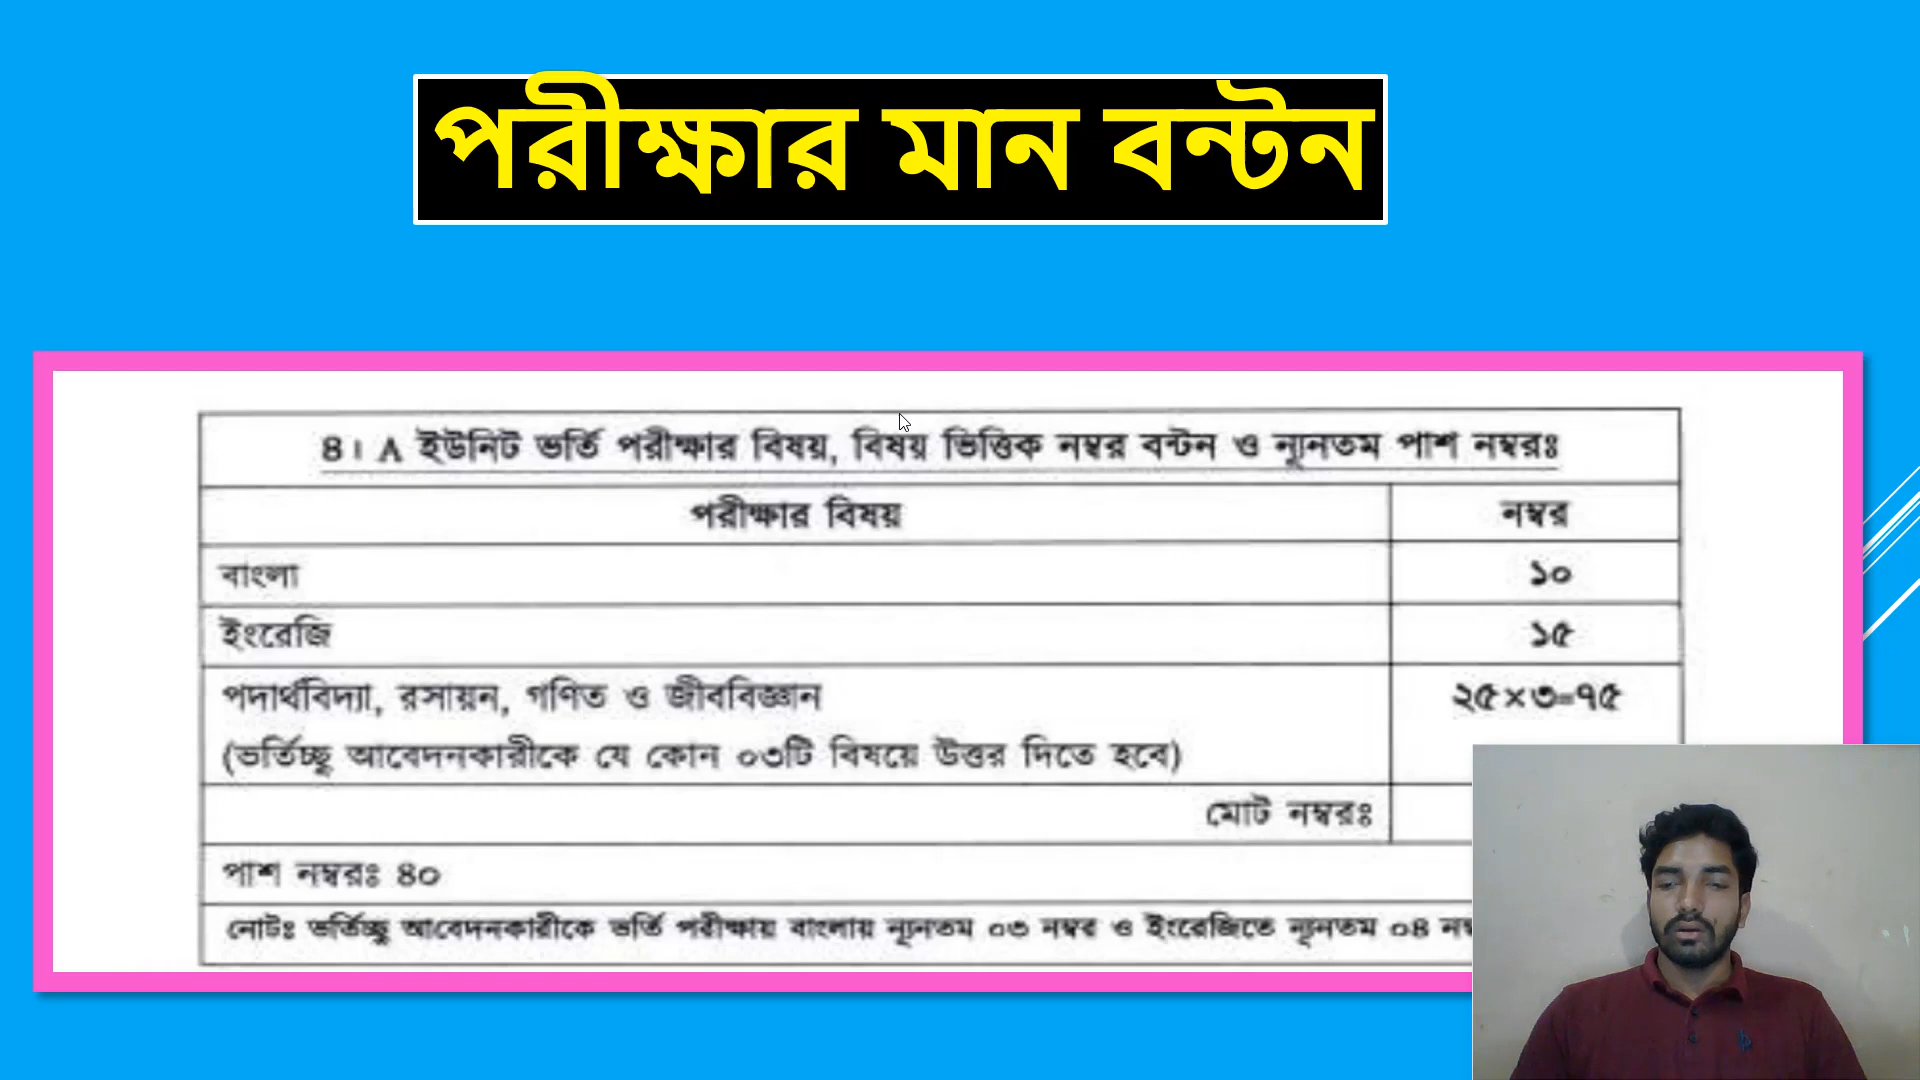 পরীক্ষার মান বন্টন
৪। A ইউনিট ভর্তি পরীক্ষার বিষয়, বিষয় ভিত্তিক নম্বর বন্টন ও ন্যূনতম পাশ নম্বরঃ
পরীক্ষার বিষয় নম্বর
বাংলা ১০
ইংরেজি ১৫
পদার্থবিদ্যা, রসায়ন, গণিত ও জীববিজ্ঞান ২৫×৩=৭৫
(ভর্তিচ্ছু আবেদনকারীকে যে কোন ০৩টি বিষয়ে উত্তর দিতে হবে)
মোট নম্বরঃ
পাশ নম্বরঃ ৪০
নোটঃ ভর্তিচ্ছু আবেদনকারীকে ভর্তি পরীক্ষায় বাংলায় ন্যূনতম ০৩ নম্বর ও ইংরেজিতে ন্যূনতম ০৪